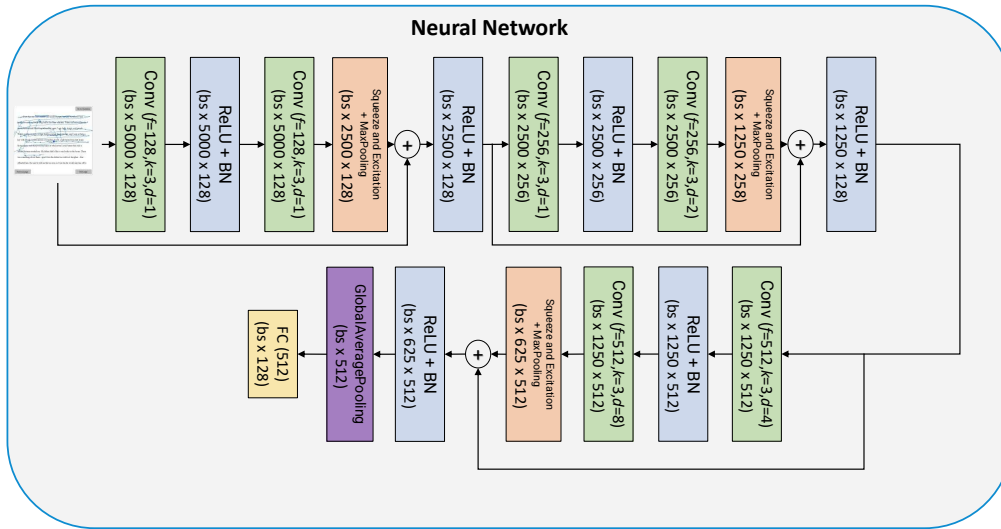 Neural Network
Conv (f=128,k=3,d=1)
(bs x 5000 x 128)
ReLU + BN
(bs x 5000 x 128)
Conv (f=128,k=3,d=1)
(bs x 5000 x 128)
Squeeze and Excitation
+ MaxPooling
(bs x 2500 x 128)
+
ReLU + BN
(bs x 2500 x 128)
Conv (f=256,k=3,d=1)
(bs x 2500 x 256)
ReLU + BN
(bs x 2500 x 256)
Conv (f=256,k=3,d=2)
(bs x 2500 x 256)
Squeeze and Excitation
+ MaxPooling
(bs x 1250 x 258)
+
ReLU + BN
(bs x 1250 x 128)
Conv (f=512,k=3,d=4)
(bs x 1250 x 512)
ReLU + BN
(bs x 1250 x 512)
Conv (f=512,k=3,d=8)
(bs x 1250 x 512)
Squeeze and Excitation
+ MaxPooling
(bs x 625 x 512)
+
ReLU + BN
(bs x 625 x 512)
GlobalAveragePooling
(bs x 512)
FC (512)
(bs x 128)